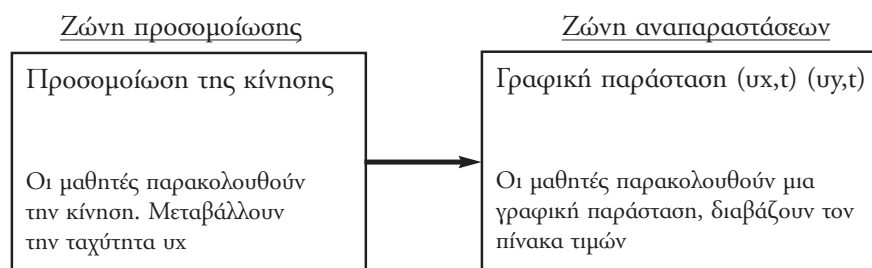 Ζώνη προσομοίωσης
Προσομοίωση της κίνησης
Οι μαθητές παρακολουθούν
την κίνηση. Μεταβάλλουν
την ταχύτητα υx
Ζώνη αναπαραστάσεων
Γραφική παράσταση (υx,t) (υy,t)
Οι μαθητές παρακολουθούν μια
γραφική παράσταση, διαβάζουν τον
πίνακα τιμών